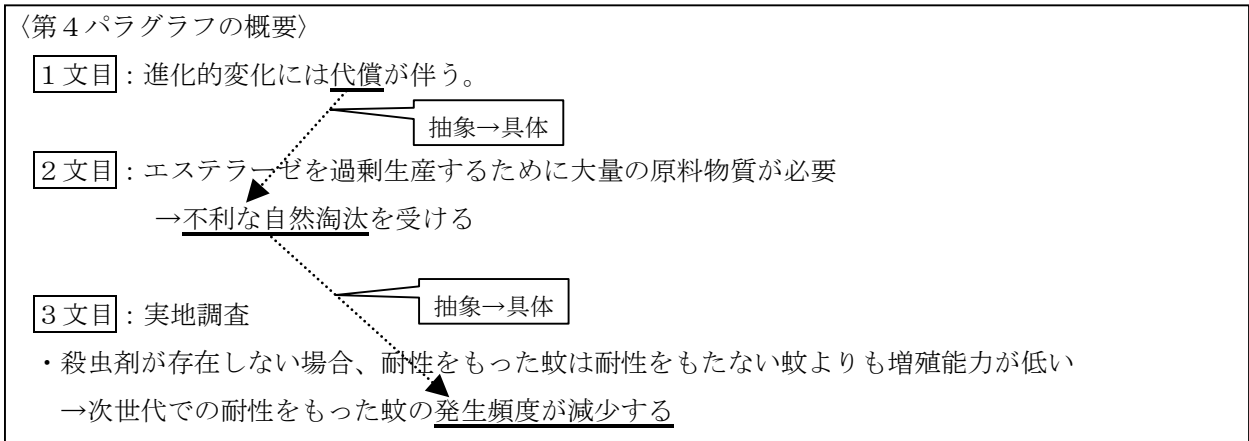 〈第４パラグラフの概要〉
１文目：進化的変化には代償が伴う。
抽象→具体
２文目：エステラーゼを過剰生産するために大量の原料物質が必要
→不利な自然淘汰を受ける
抽象→具体
３文目：実地調査
・殺虫剤が存在しない場合、耐性をもった蚊は耐性をもたない蚊よりも増殖能力が低い
→次世代での耐性をもった蚊の発生頻度が減少する